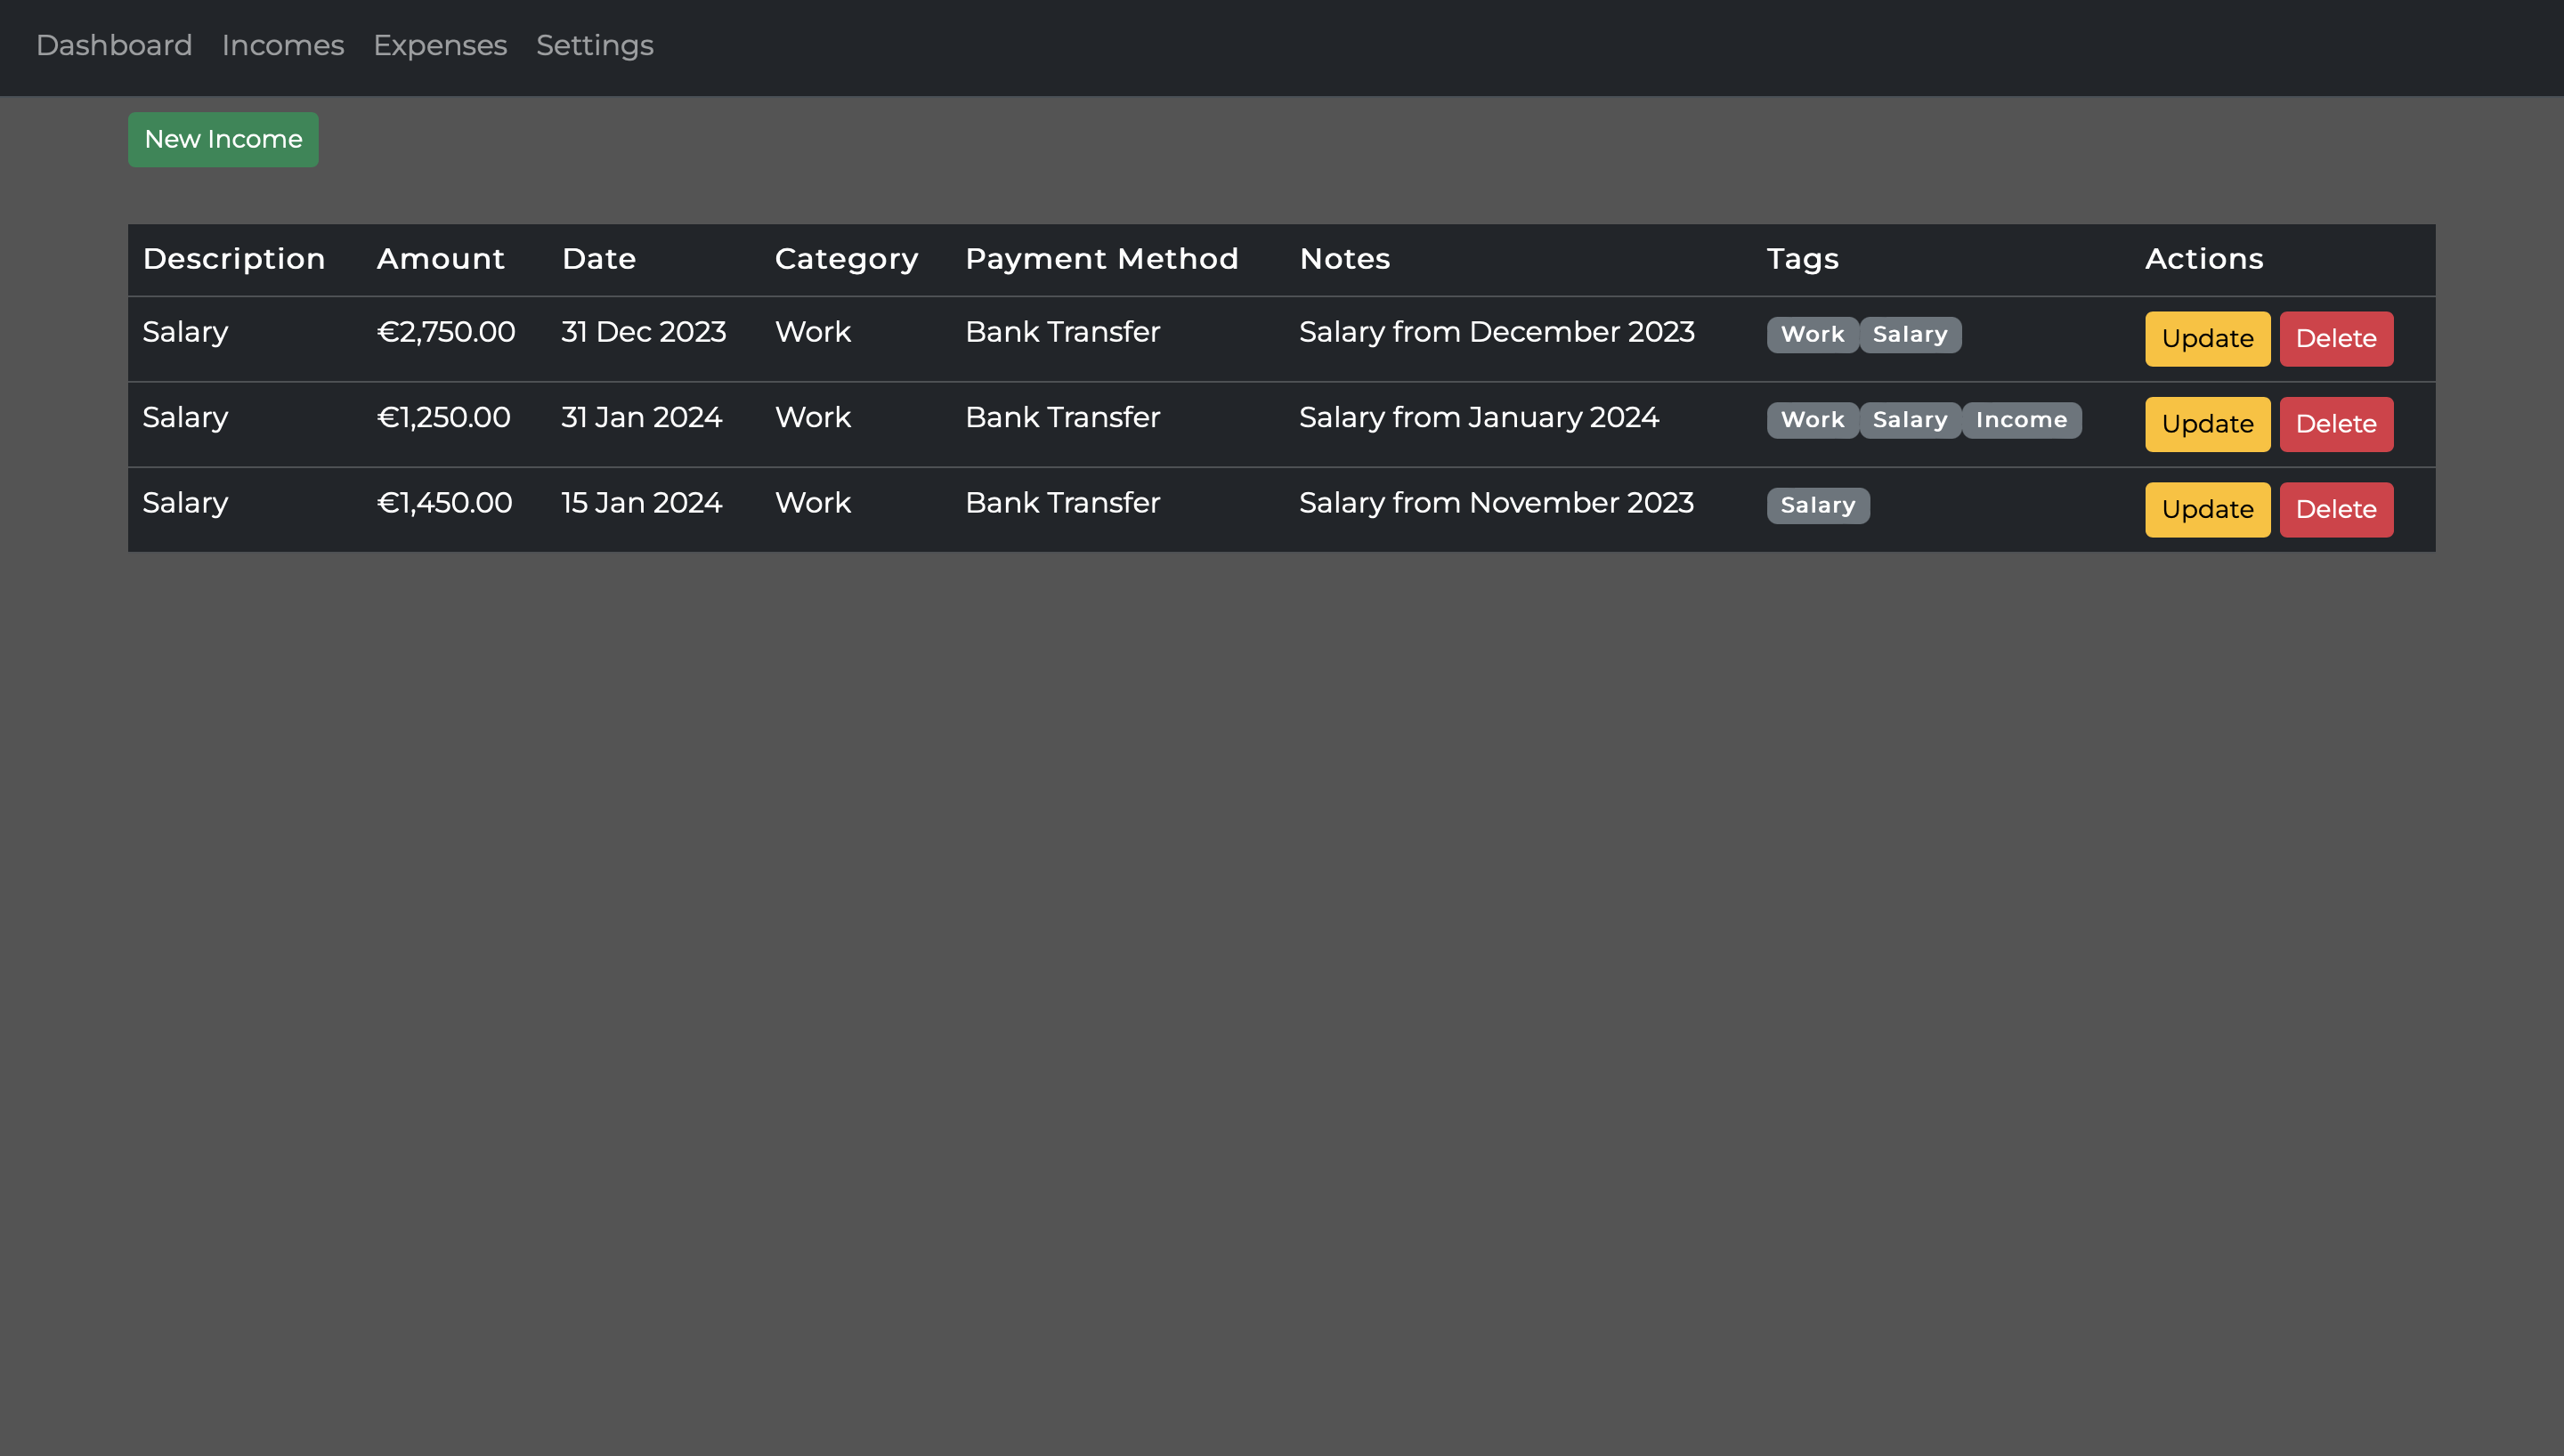 Dashboard Incomes Expenses Settings
New Income
Description Amount Date Category Payment Method Notes Tags Actions
Salary €2,750.00 31 Dec 2023 Work Bank Transfer Salary from December 2023 Work Salary Update Delete
Salary €1,250.00 31 Jan 2024 Work Bank Transfer Salary from January 2024 Work Salary Income Update Delete
Salary €1,450.00 15 Jan 2024 Work Bank Transfer Salary from November 2023 Salary Update Delete